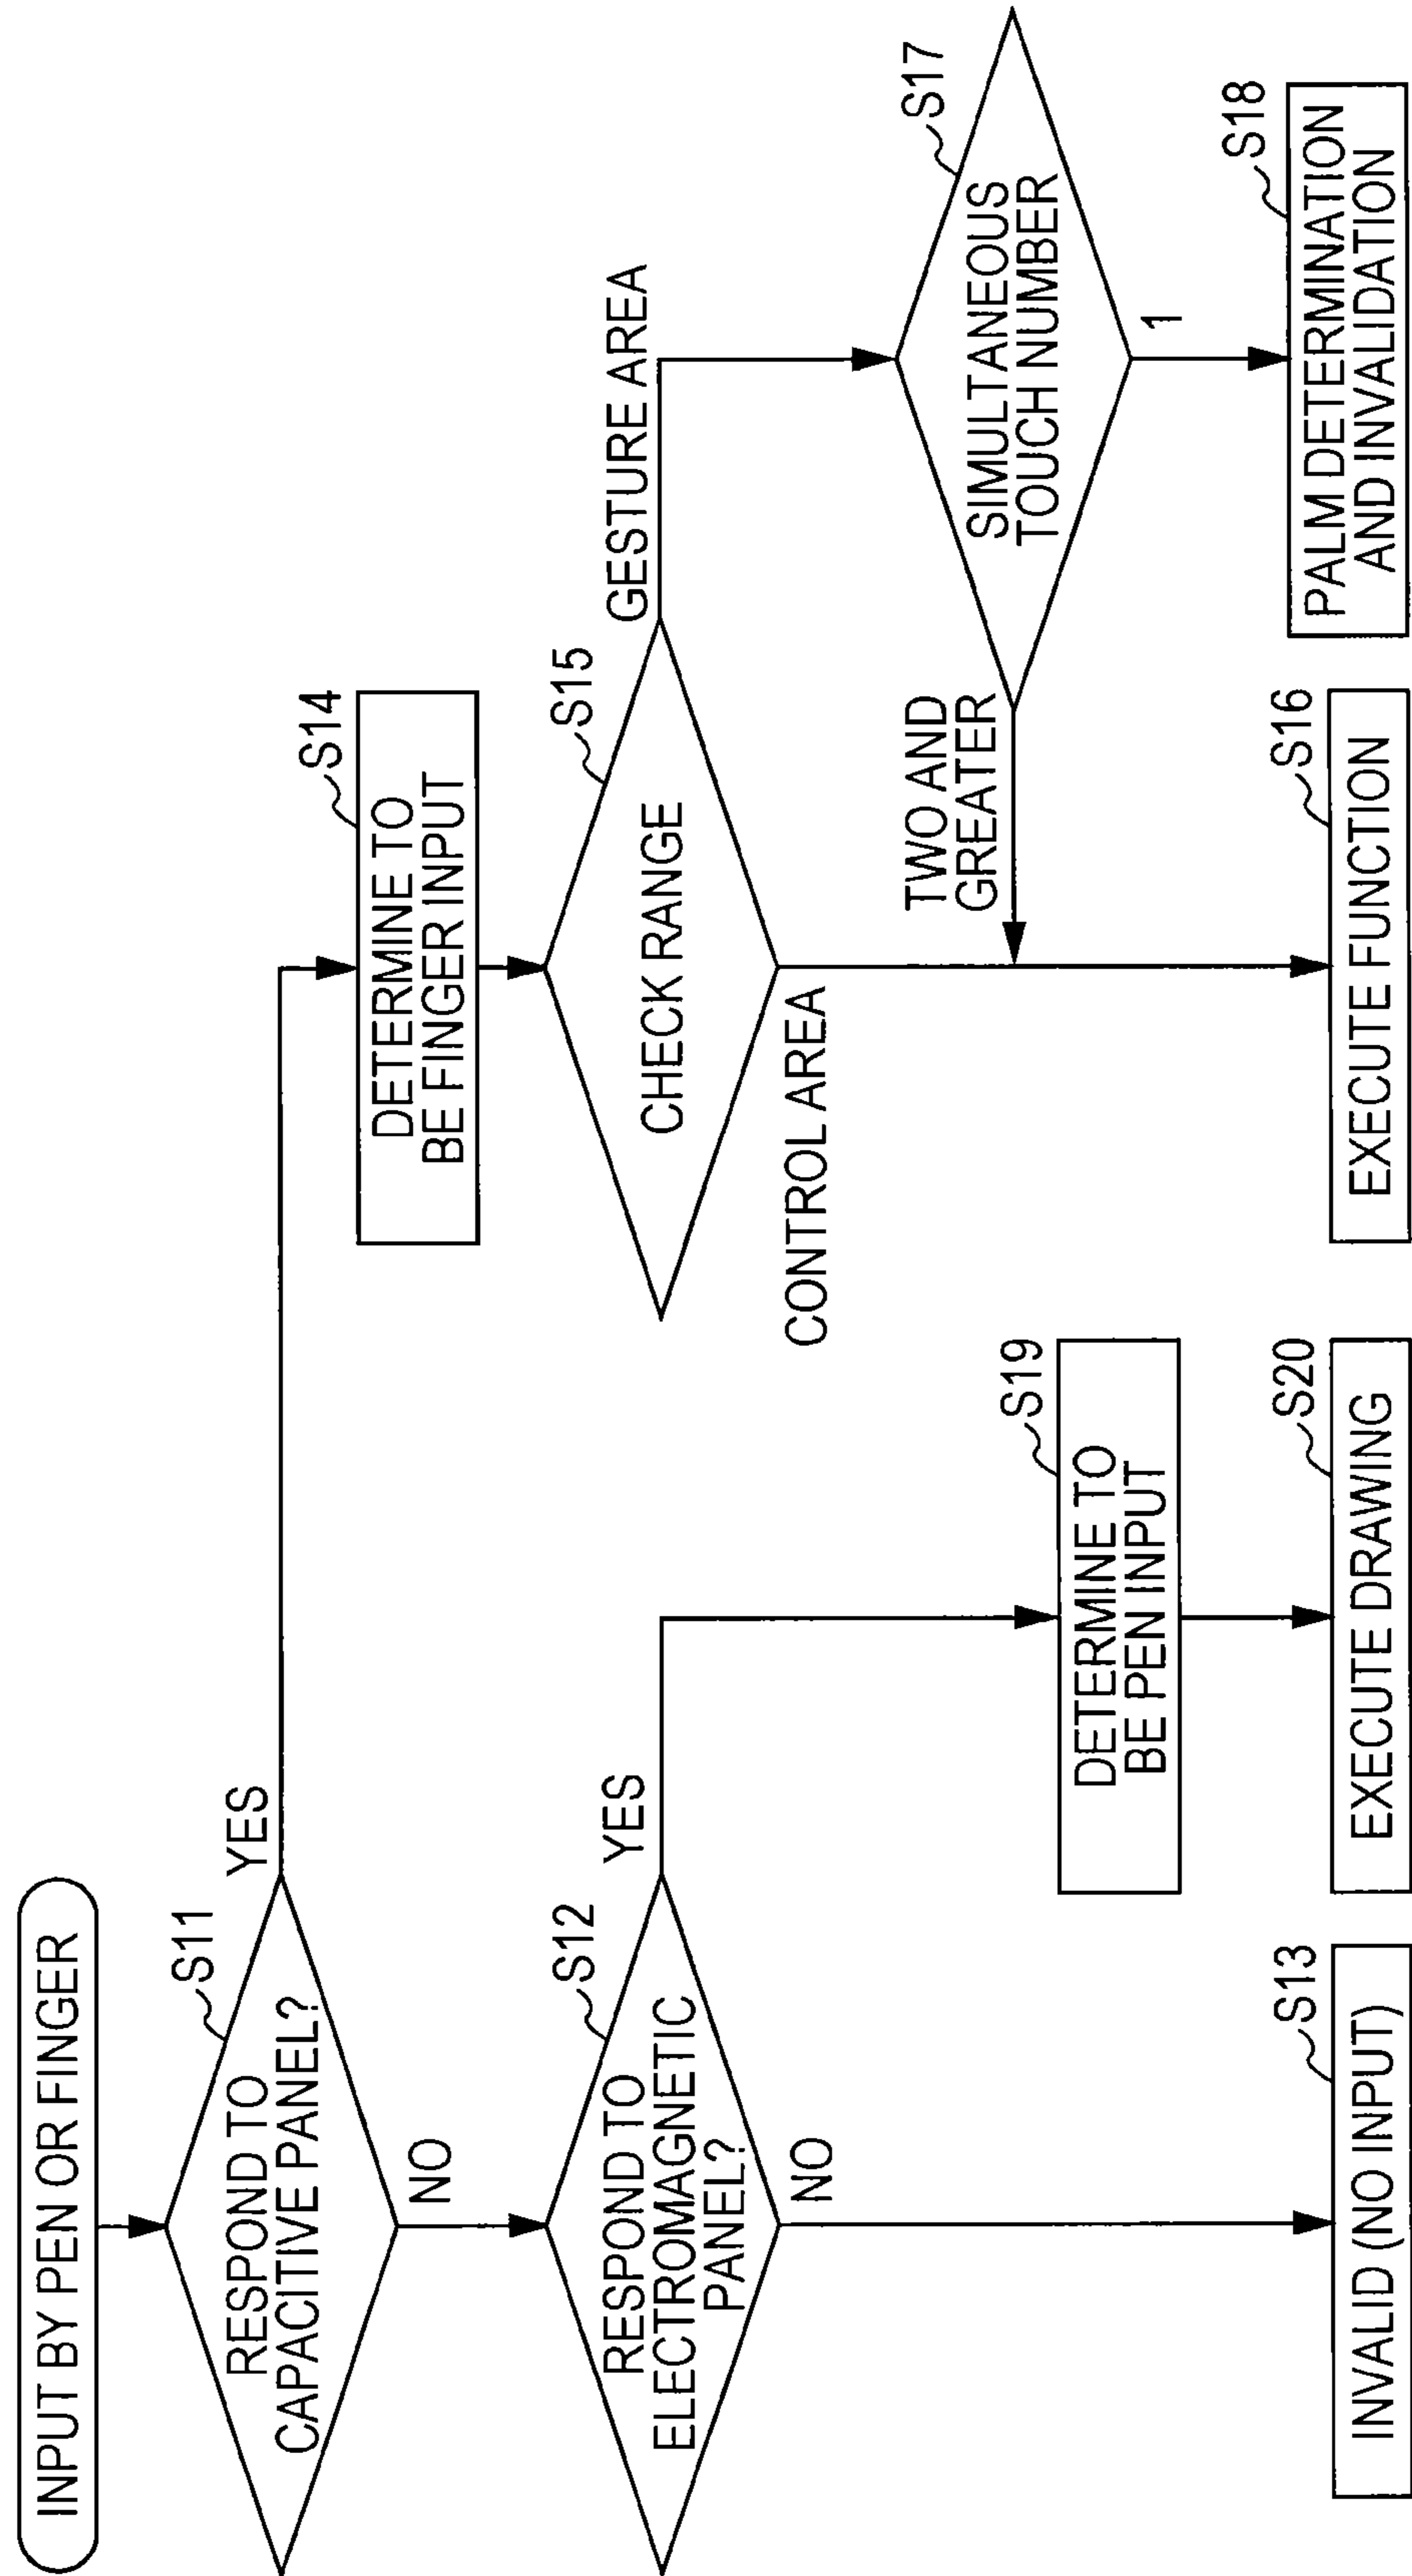 INPUT BY PEN OR FINGER
S11
RESPOND TO
CAPACITIVE PANEL?
YES
NO
S12
RESPOND TO
ELECTROMAGNETIC
PANEL?
YES
NO
S13
INVALID (NO INPUT)
S19
DETERMINE TO
BE PEN INPUT
S20
EXECUTE DRAWING
S14
DETERMINE TO
BE FINGER INPUT
S15
CHECK RANGE
GESTURE AREA
CONTROL AREA
S17
SIMULTANEOUS
TOUCH NUMBER
TWO AND
GREATER
1
S16
EXECUTE FUNCTION
S18
PALM DETERMINATION
AND INVALIDATION